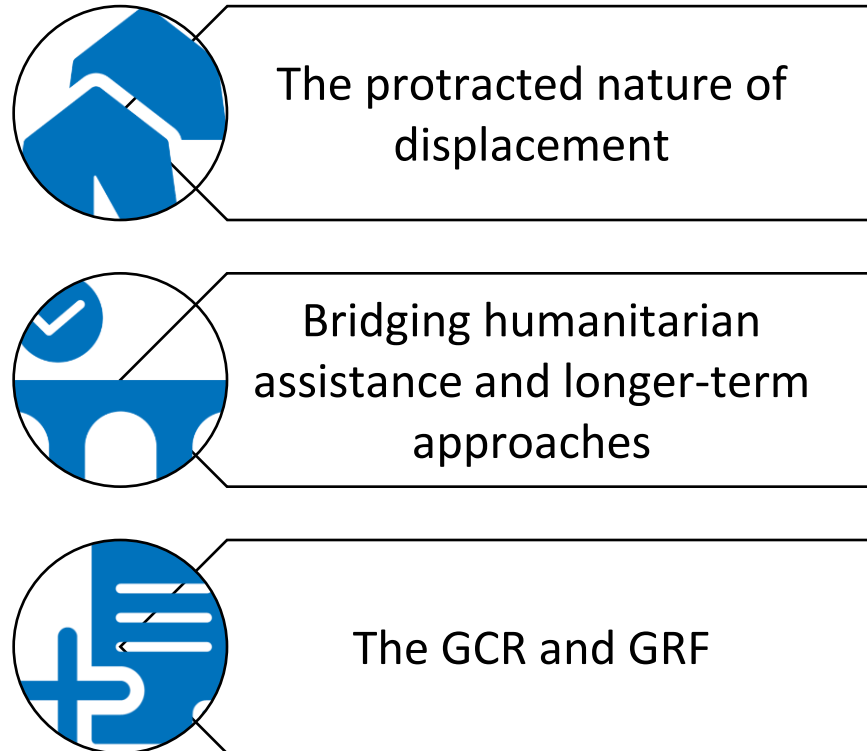 The protracted nature of
displacement
Bridging humanitarian
assistance and longer-term
approaches
The GCR and GRF